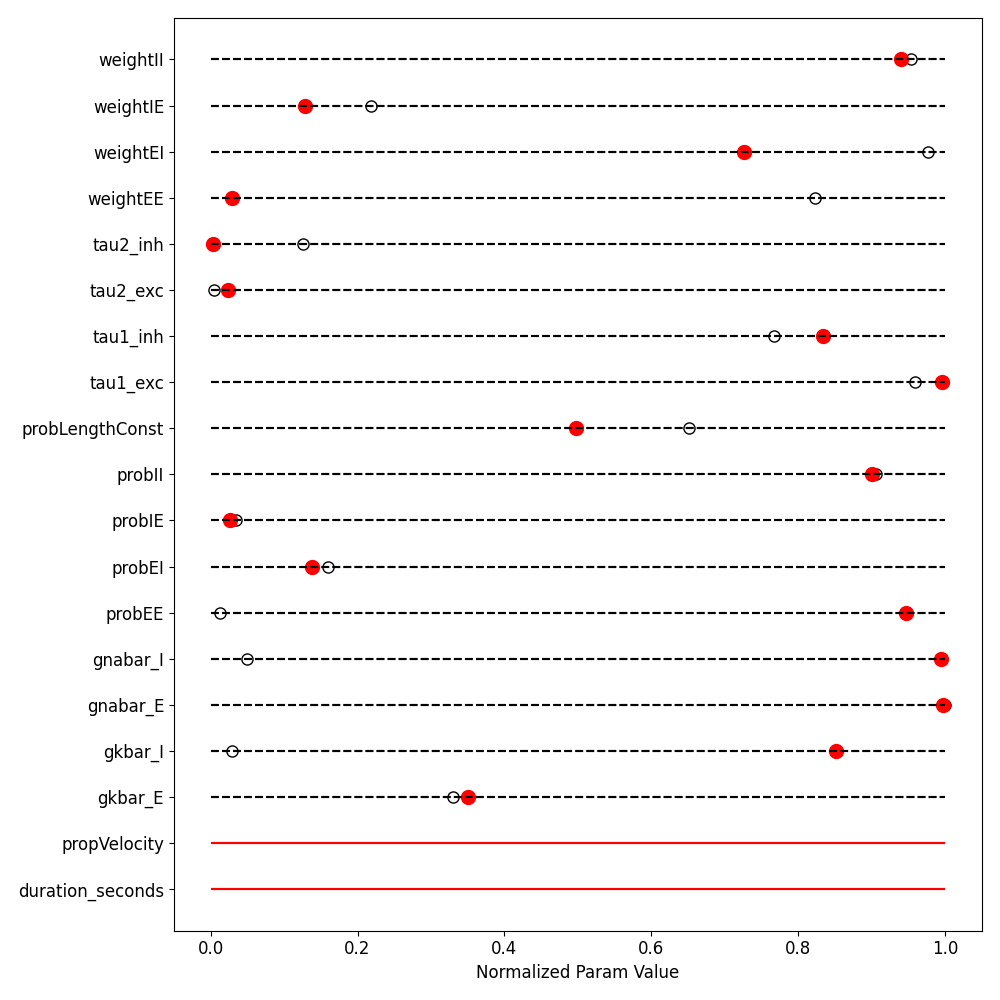 weightII
weightIE
weightEI
weightEE
tau2_inh
tau2_exc
tau1_inh
tau1_exc
probLengthConst
probII
probIE
probEI
probEE
gnabar_I
gnabar_E
gkbar_I
gkbar_E
propVelocity
duration_seconds
0.0 0.2 0.4 0.6 0.8 1.0
Normalized Param Value